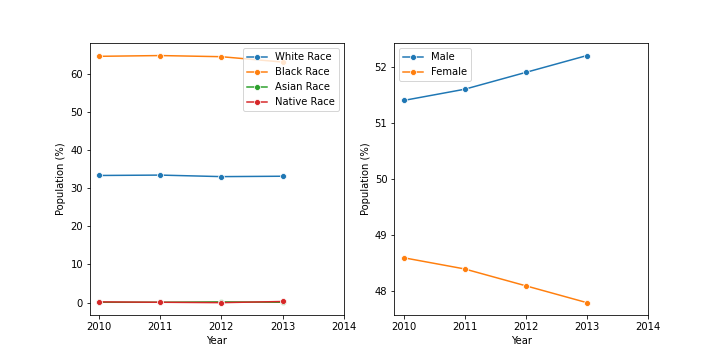 White Race
Black Race
Asian Race
Native Race
60
50
40
30
20
10
0
Population (%)
2010 2011 2012 2013 2014
Year
Male
Female
52
51
50
49
48
Population (%)
2010 2011 2012 2013 2014
Year